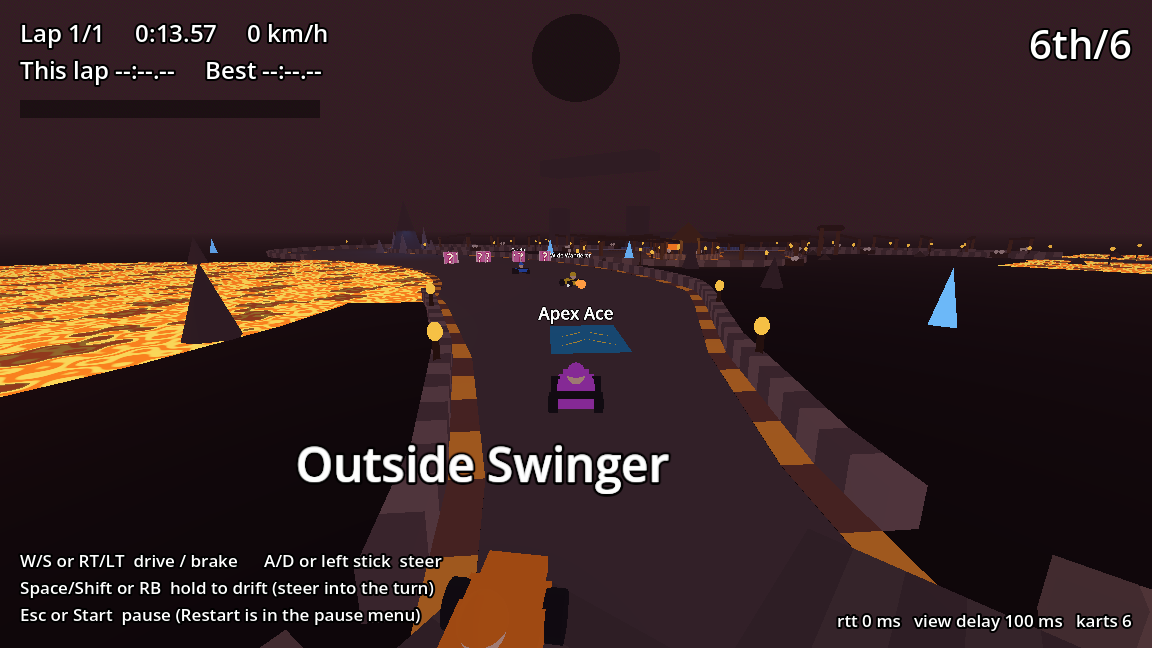 Lap 1/1 0:13.57 0 km/h
6th/6
This lap --:--.-- Best --:--.--
? ? ? ? ?
Apex Ace
Outside Swinger
W/S or RT/LT drive / brake A/D or left stick steer
Space/Shift or RB hold to drift (steer into the turn)
Esc or Start pause (Restart is in the pause menu)
rtt 0 ms view delay 100 ms karts 6